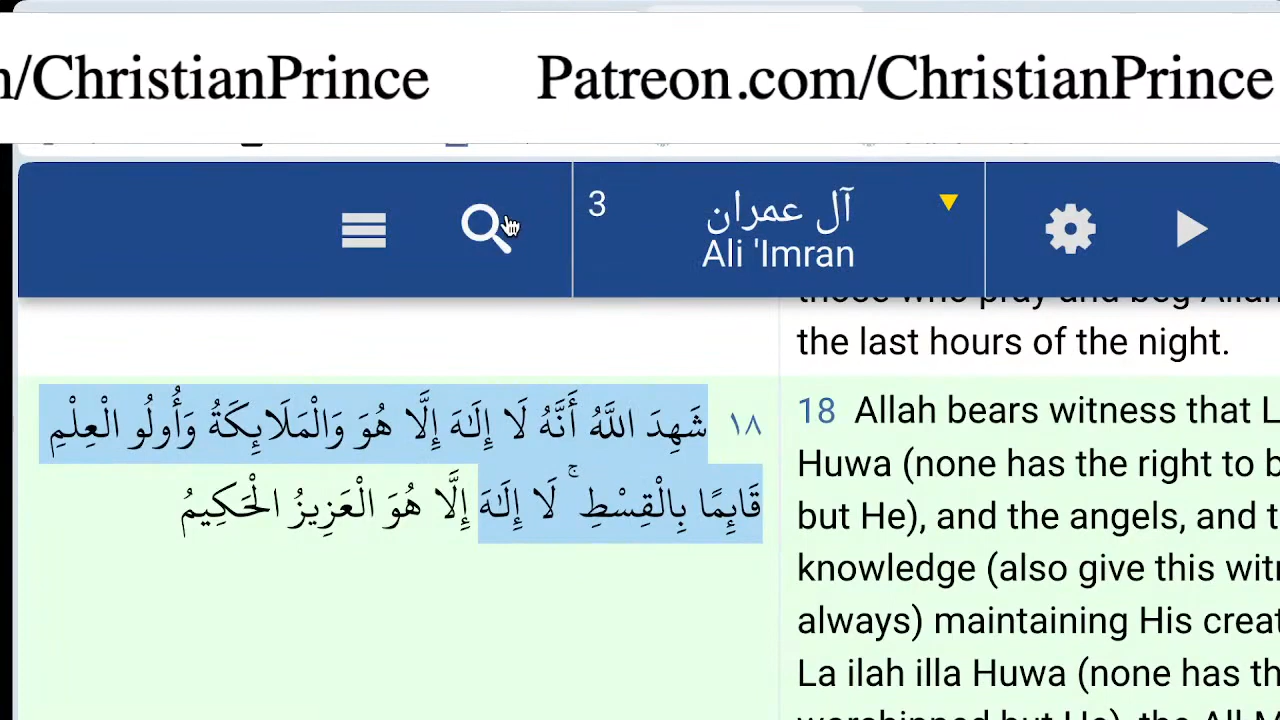 /ChristianPrince Patreon.com/ChristianPrince
3
آل عمران
Ali 'Imran
the last hours of the night.
١٨ شَهِدَ اللَّهُ أَنَّهُ لَا إِلَٰهَ إِلَّا هُوَ وَالْمَلَائِكَةُ وَأُولُو الْعِلْمِ
قَائِمًا بِالْقِسْطِ ۚ لَا إِلَٰهَ إِلَّا هُوَ الْعَزِيزُ الْحَكِيمُ
18 Allah bears witness that L
Huwa (none has the right to b
but He), and the angels, and t
knowledge (also give this wit
always) maintaining His crea
La ilah illa Huwa (none has th